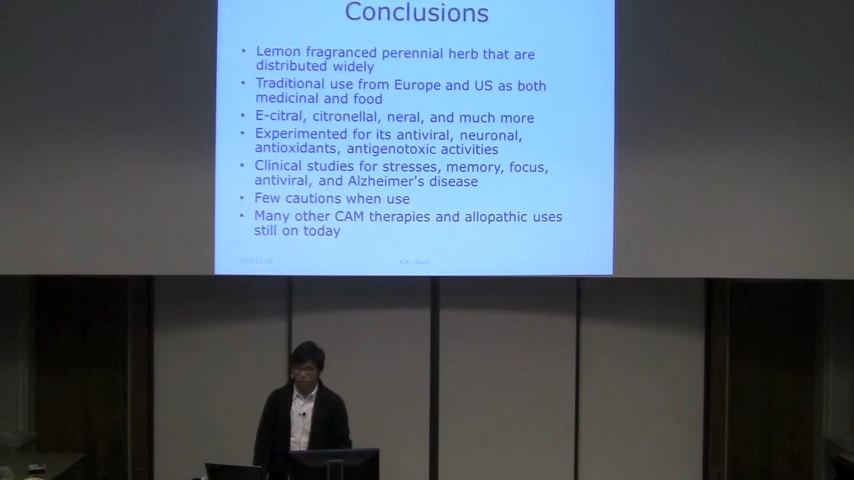 Conclusions
• Lemon fragranced perennial herb that are
distributed widely
• Traditional use from Europe and US as both
medicinal and food
• E-citral, citronellal, neral, and much more
• Experimented for its antiviral, neuronal,
antioxidants, antigenotoxic activities
• Clinical studies for stresses, memory, focus,
antiviral, and Alzheimer's disease
• Few cautions when use
• Many other CAM therapies and allopathic uses
still on today